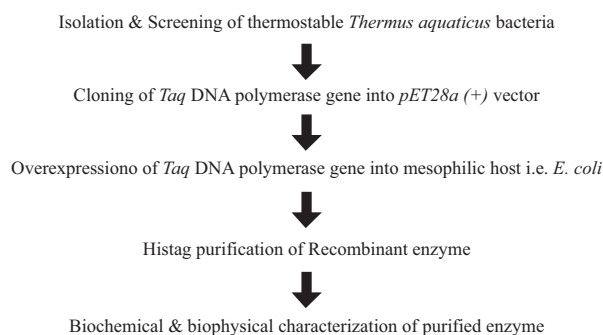 Isolation & Screening of thermostable Thermus aquaticus bacteria
Cloning of Taq DNA polymerase gene into pET28a (+) vector
Overexpressiono of Taq DNA polymerase gene into mesophilic host i.e. E. coli
Histag purification of Recombinant enzyme
Biochemical & biophysical characterization of purified enzyme